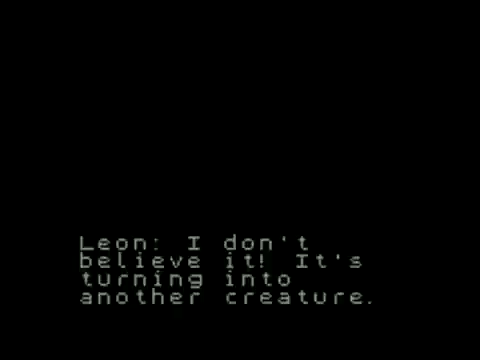 Leon: I don't
believe it! It's
turning into
another creature.